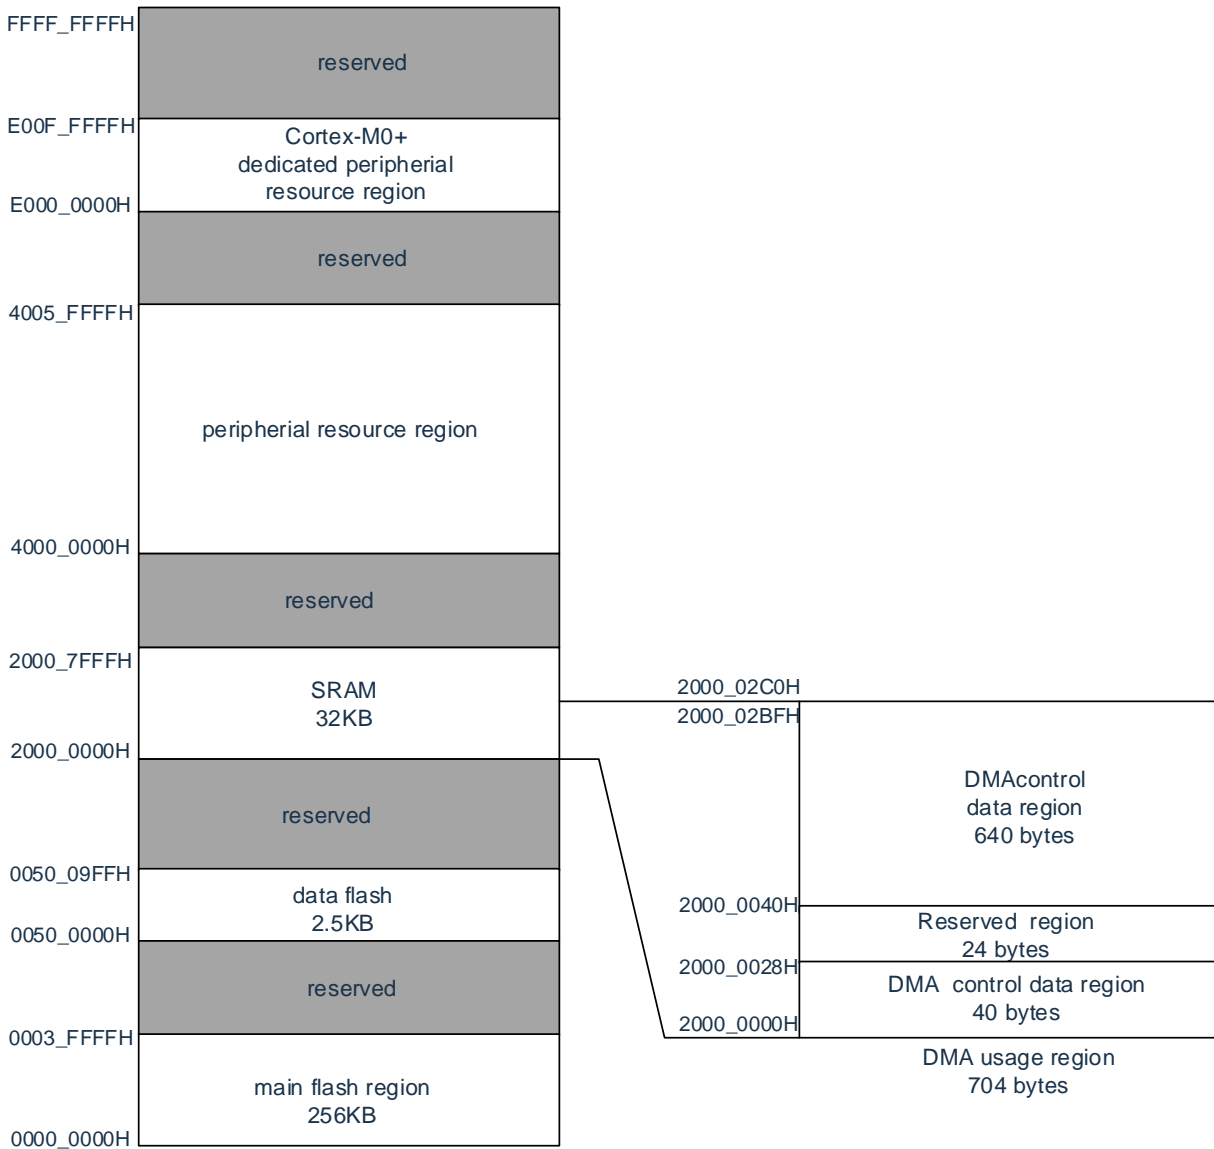 FFFF_FFFFH
reserved
E00F_FFFFH
Cortex-M0+
dedicated peripherial
resource region
E000_0000H
reserved
4005_FFFFH
peripherial resource region
4000_0000H
reserved
2000_7FFFH
SRAM
32KB
2000_0000H
reserved
0050_09FFH
data flash
2.5KB
0050_0000H
reserved
0003_FFFFH
main flash region
256KB
0000_0000H
2000_02C0H
2000_02BFH
DMAcontrol
data region
640 bytes
2000_0040H
Reserved region
24 bytes
2000_0028H
DMA control data region
40 bytes
2000_0000H
DMA usage region
704 bytes